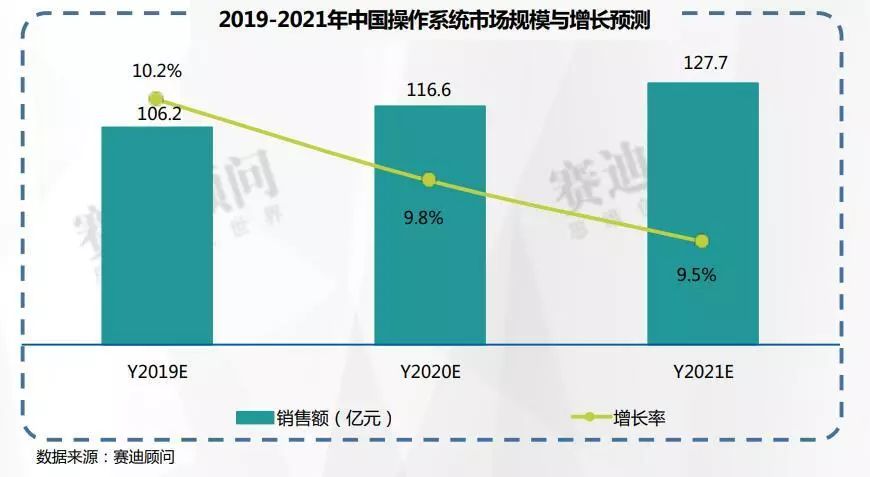 2019-2021年中国操作系统市场规模与增长预测
10.2%
106.2
116.6
127.7
9.8%
9.5%
Y2019E
Y2020E
Y2021E
销售额（亿元）
增长率
数据来源：赛迪顾问